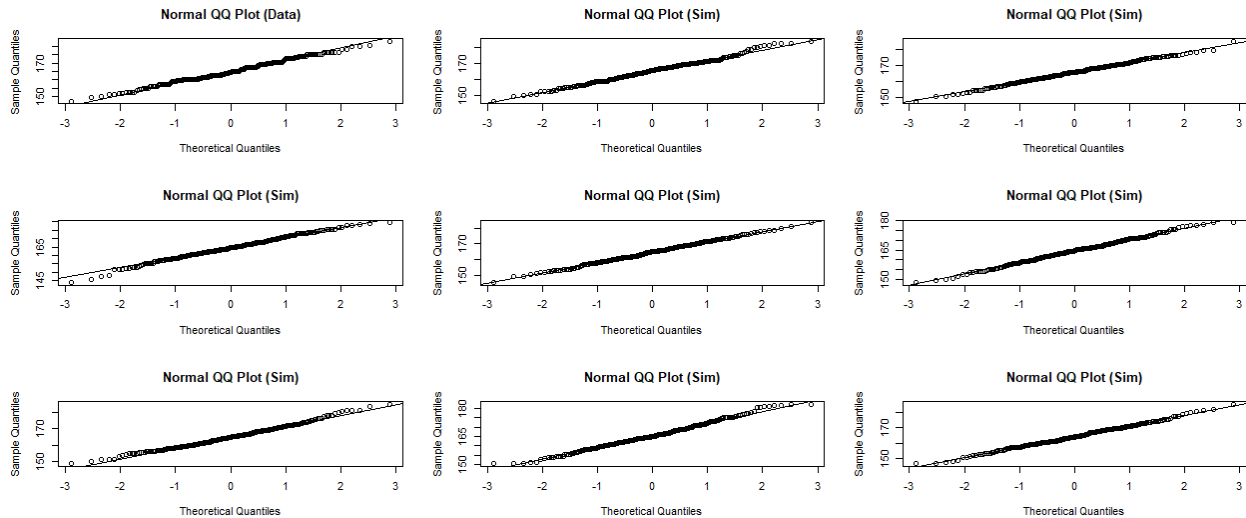 Normal QQ Plot (Data)
Sample Quantiles
150 170
-3 -2 -1 0 1 2 3
Theoretical Quantiles
Normal QQ Plot (Sim)
Sample Quantiles
150 170
-3 -2 -1 0 1 2 3
Theoretical Quantiles
Normal QQ Plot (Sim)
Sample Quantiles
150 170
-3 -2 -1 0 1 2 3
Theoretical Quantiles
Normal QQ Plot (Sim)
Sample Quantiles
145 165
-3 -2 -1 0 1 2 3
Theoretical Quantiles
Normal QQ Plot (Sim)
Sample Quantiles
150 170
-3 -2 -1 0 1 2 3
Theoretical Quantiles
Normal QQ Plot (Sim)
Sample Quantiles
150 165 180
-3 -2 -1 0 1 2 3
Theoretical Quantiles
Normal QQ Plot (Sim)
Sample Quantiles
150 170
-3 -2 -1 0 1 2 3
Theoretical Quantiles
Normal QQ Plot (Sim)
Sample Quantiles
150 165 180
-3 -2 -1 0 1 2 3
Theoretical Quantiles
Normal QQ Plot (Sim)
Sample Quantiles
150 170
-3 -2 -1 0 1 2 3
Theoretical Quantiles